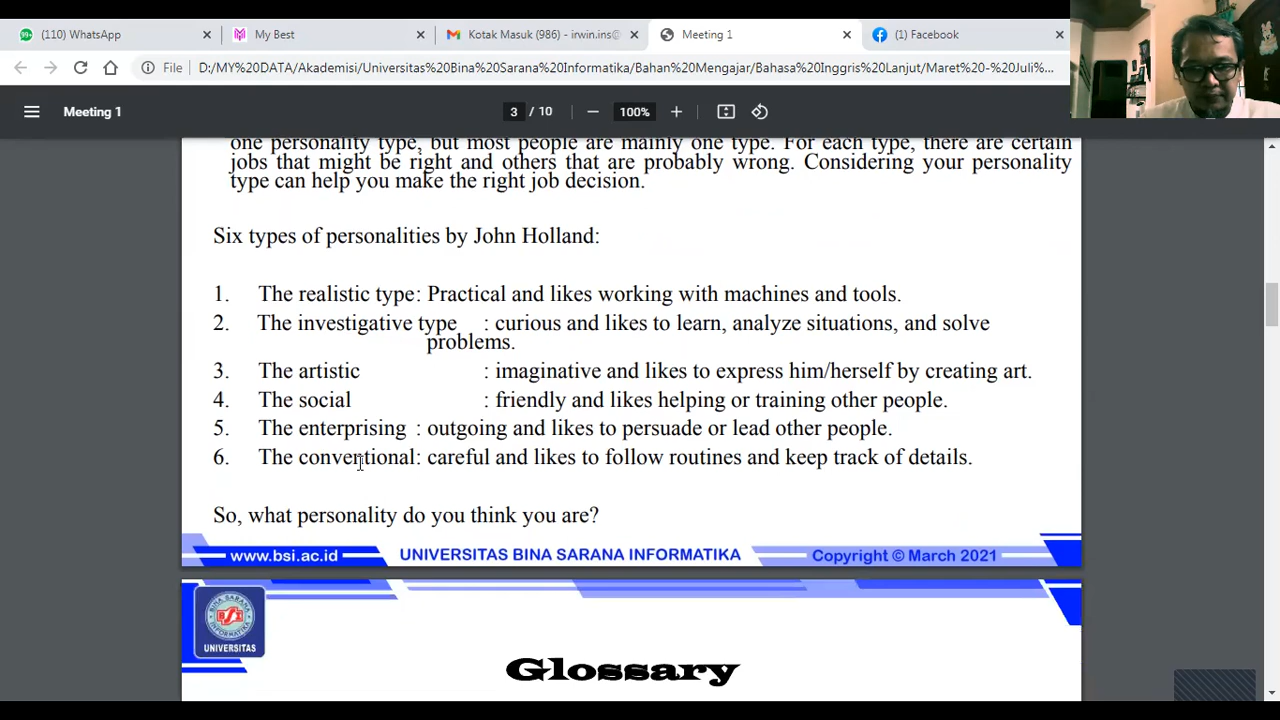 (110) WhatsApp
My Best
Kotak Masuk (986) - irwin.ins@
Meeting 1
(1) Facebook
File
D:/MY%20DATA/Akademisi/Universitas%20Bina%20Sarana%20Informatika/Bahan%20Mengajar/Bahasa%20Inggris%20Lanjut/Maret%20-%20Juli%...
Meeting 1
3 / 10
100%
one personality type, but most people are mainly one type. For each type, there are certain
jobs that might be right and others that are probably wrong. Considering your personality
type can help you make the right job decision.
Six types of personalities by John Holland:
1. The realistic type: Practical and likes working with machines and tools.
2. The investigative type : curious and likes to learn, analyze situations, and solve
problems.
3. The artistic : imaginative and likes to express him/herself by creating art.
4. The social : friendly and likes helping or training other people.
5. The enterprising : outgoing and likes to persuade or lead other people.
6. The conventional: careful and likes to follow routines and keep track of details.
So, what personality do you think you are?
www.bsi.ac.id UNIVERSITAS BINA SARANA INFORMATIKA Copyright © March 2021
BSI
UNIVERSITAS
Glossary